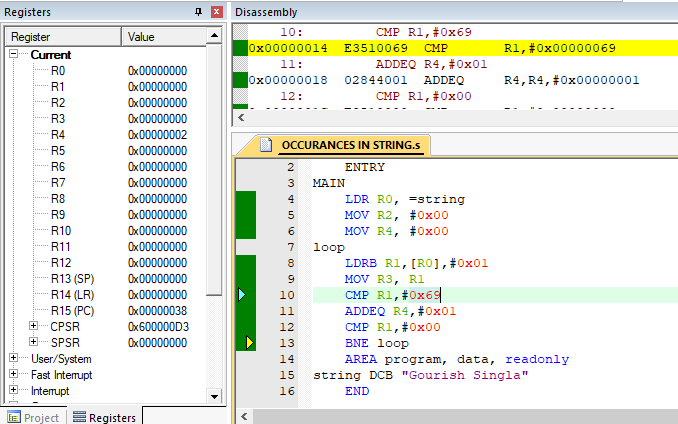 Registers
Register Value
Current
R0 0x00000000
R1 0x00000000
R2 0x00000000
R3 0x00000000
R4 0x00000002
R5 0x00000000
R6 0x00000000
R7 0x00000000
R8 0x00000000
R9 0x00000000
R10 0x00000000
R11 0x00000000
R12 0x00000000
R13 (SP) 0x00000000
R14 (LR) 0x00000000
R15 (PC) 0x00000038
CPSR 0x600000D3
SPSR 0x00000000
User/System
Fast Interrupt
Interrupt
Project Registers
Disassembly
10: CMP R1,#0x69
0x00000014 E3510069 CMP R1,#0x00000069
11: ADDEQ R4,#0x01
0x00000018 02844001 ADDEQ R4,R4,#0x00000001
12: CMP R1,#0x00
OCCURANCES IN STRING.s
2 ENTRY
3 MAIN
4 LDR R0, =string
5 MOV R2, #0x00
6 MOV R4, #0x00
7 loop
8 LDRB R1,[R0],#0x01
9 MOV R3, R1
10 CMP R1,#0x69
11 ADDEQ R4,#0x01
12 CMP R1,#0x00
13 BNE loop
14 AREA program, data, readonly
15 string DCB "Gourish Singla"
16 END